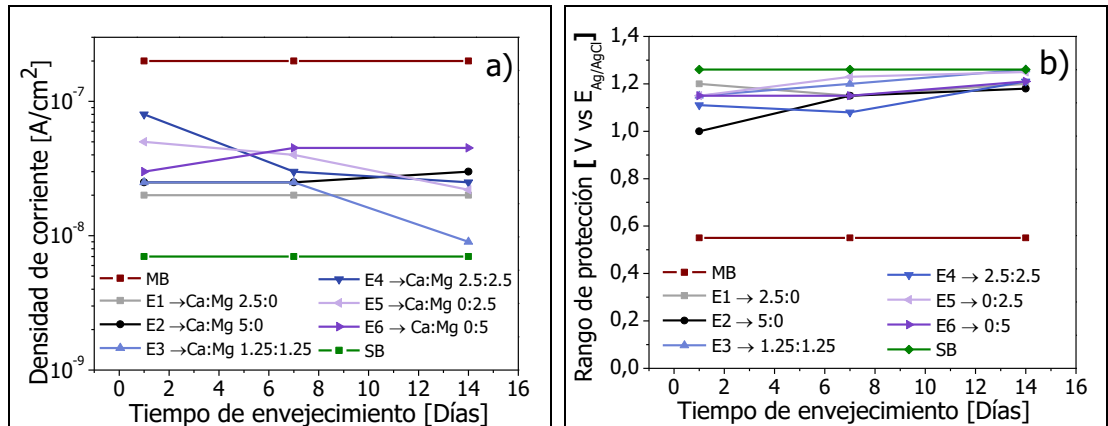 a)
Densidad de corriente [A/cm²]
10⁻⁷
10⁻⁸
10⁻⁹
MB
E1 →Ca:Mg 2.5:0
E2 →Ca:Mg 5:0
E3 →Ca:Mg 1.25:1.25
E4 →Ca:Mg 2.5:2.5
E5 →Ca:Mg 0:2.5
E6 → Ca:Mg 0:5
SB
0 2 4 6 8 10 12 14 16
Tiempo de envejecimiento [Días]
b)
Rango de protección [ V vs E_Ag/AgCl]
1,4
1,2
1,0
0,8
0,6
0,4
0,2
0,0
MB
E1 → 2.5:0
E2 → 5:0
E3 → 1.25:1.25
E4 → 2.5:2.5
E5 → 0:2.5
E6 → 0:5
SB
0 2 4 6 8 10 12 14 16
Tiempo de envejecimiento [Días]